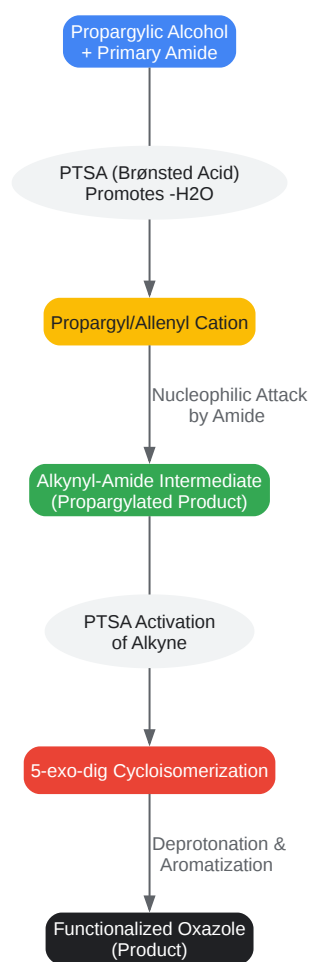 Propargylic Alcohol
+ Primary Amide
PTSA (Brønsted Acid)
Promotes -H2O
Propargyl/Allenyl Cation
Nucleophilic Attack
by Amide
Alkynyl-Amide Intermediate
(Propargylated Product)
PTSA Activation
of Alkyne
5-exo-dig Cycloisomerization
Deprotonation &
Aromatization
Functionalized Oxazole
(Product)